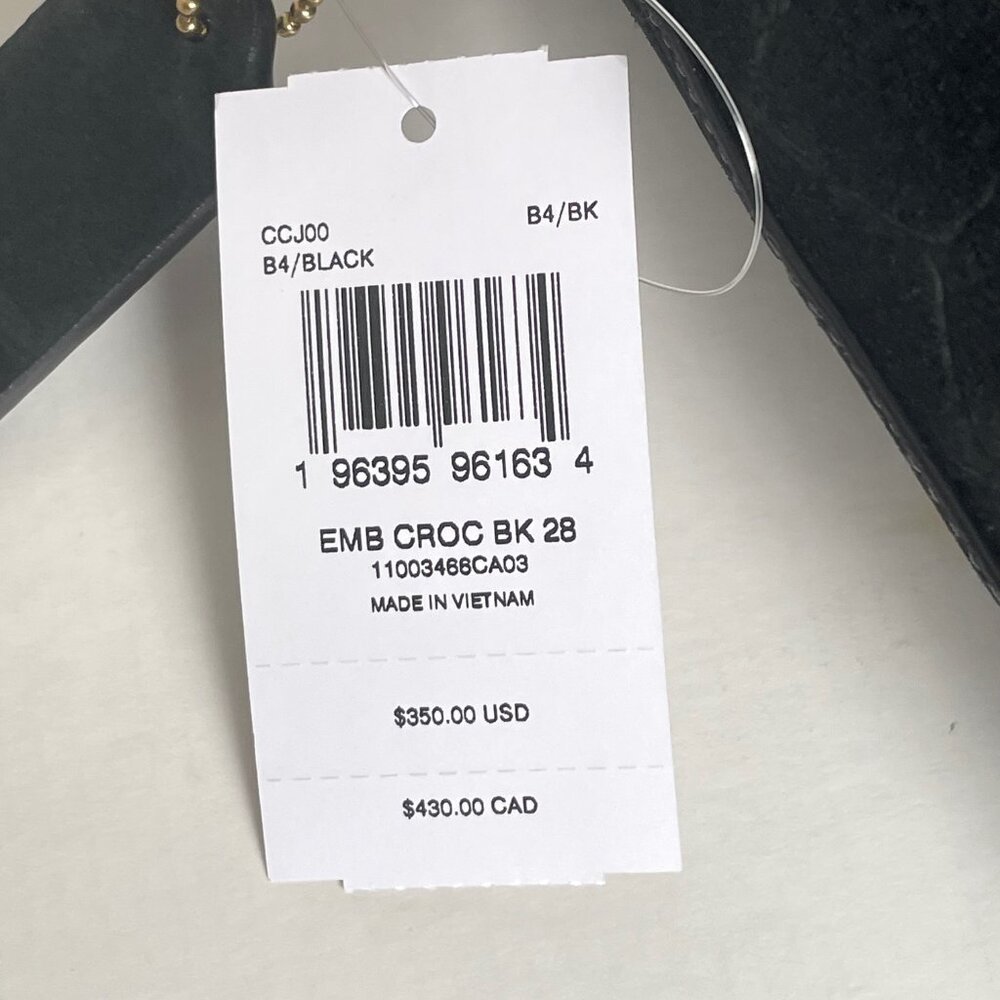 CCJ00
B4/BK
B4/BLACK
1 96395 96163 4
EMB CROC BK 28
11003466CA03
MADE IN VIETNAM
$350.00 USD
$430.00 CAD